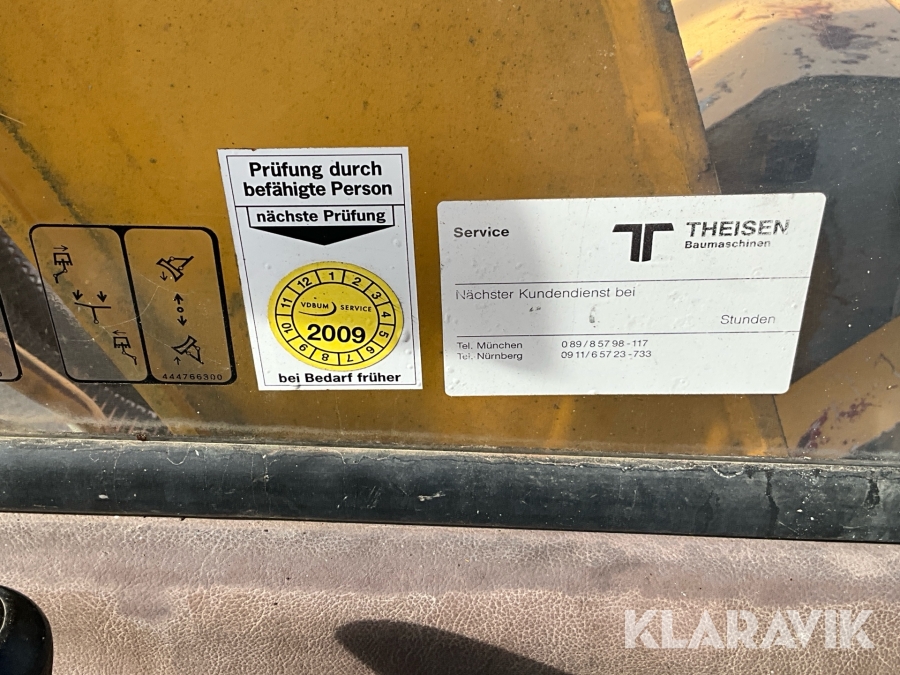 Prüfung durch
befähigte Person
nächste Prüfung
12 1 2 3 4 5 6 7 8 9 10 11
VDBUM SERVICE
2009
bei Bedarf früher
444766300
Service
THEISEN
Baumaschinen
Nächster Kundendienst bei
Stunden
Tel. München 0 89 / 8 57 98 - 117
Tel. Nürnberg 09 11 / 6 57 23 - 733
KLARAVIK